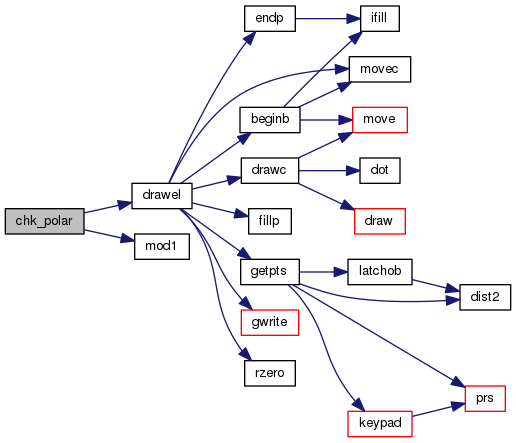 endp
ifill
movec
beginb
move
drawc
dot
drawel
chk_polar
fillp
draw
mod1
getpts
latchob
dist2
gwrite
rzero
prs
keypad